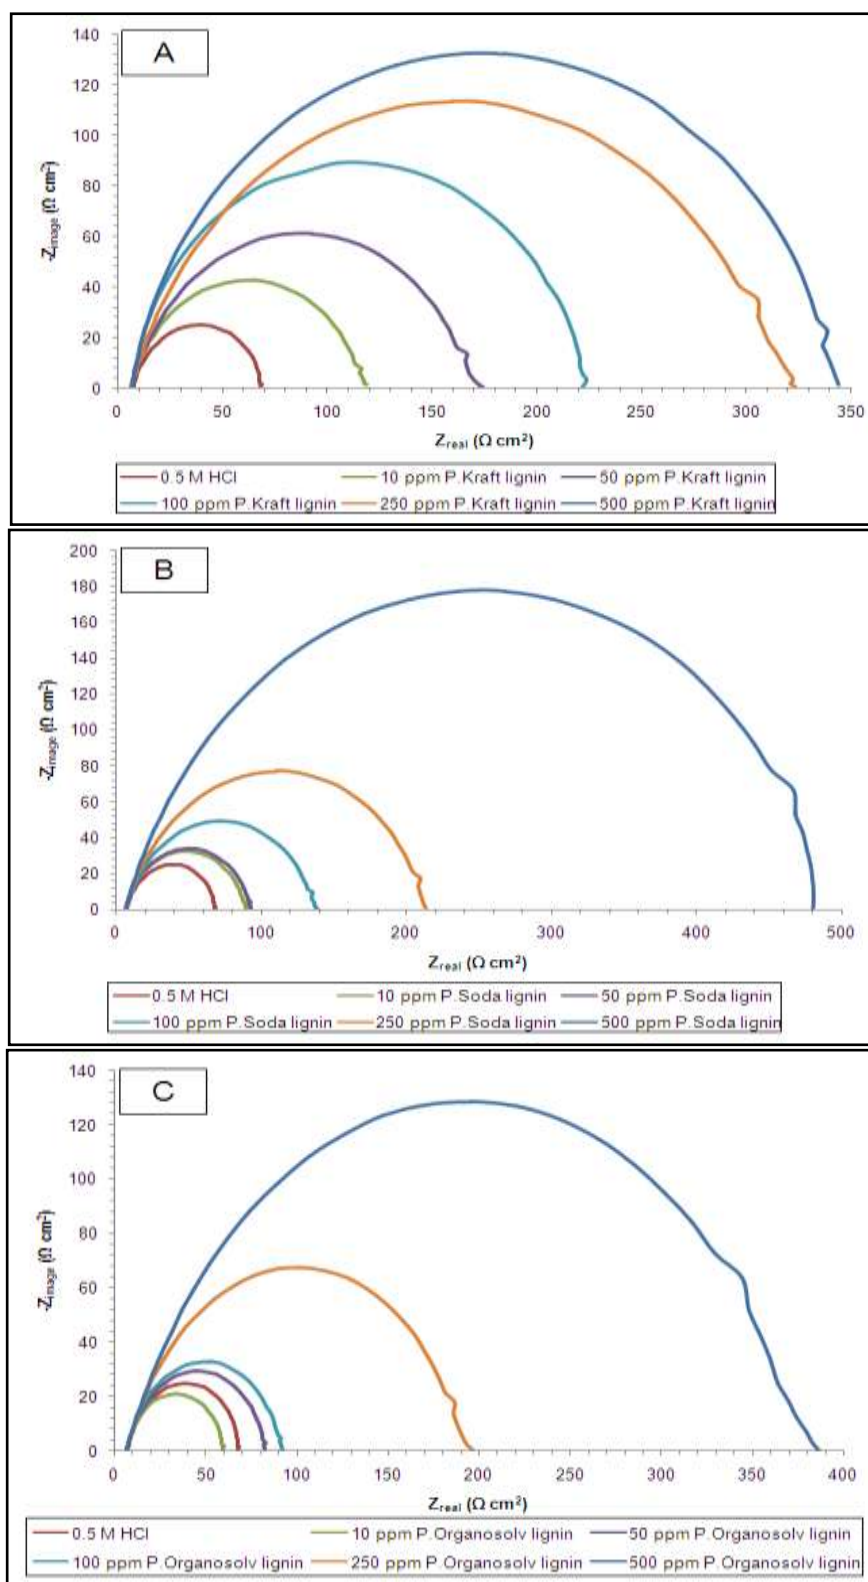 A
140
120
100
80
60
40
20
0
-Zimage (Ω cm²)
0 50 100 150 200 250 300 350
Zreal (Ω cm²)
0.5 M HCl 10 ppm P.Kraft lignin 50 ppm P.Kraft lignin
100 ppm P.Kraft lignin 250 ppm P.Kraft lignin 500 ppm P.Kraft lignin
B
200
180
160
140
120
100
80
60
40
20
0
-Zimage (Ω cm²)
0 100 200 300 400 500
Zreal (Ω cm²)
0.5 M HCl 10 ppm P.Soda lignin 50 ppm P.Soda lignin
100 ppm P.Soda lignin 250 ppm P.Soda lignin 500 ppm P.Soda lignin
C
140
120
100
80
60
40
20
0
-Zimage (Ω cm²)
0 50 100 150 200 250 300 350 400
Zreal (Ω cm²)
0.5 M HCl 10 ppm P.Organosolv lignin 50 ppm P.Organosolv lignin
100 ppm P.Organosolv lignin 250 ppm P.Organosolv lignin 500 ppm P.Organosolv lignin